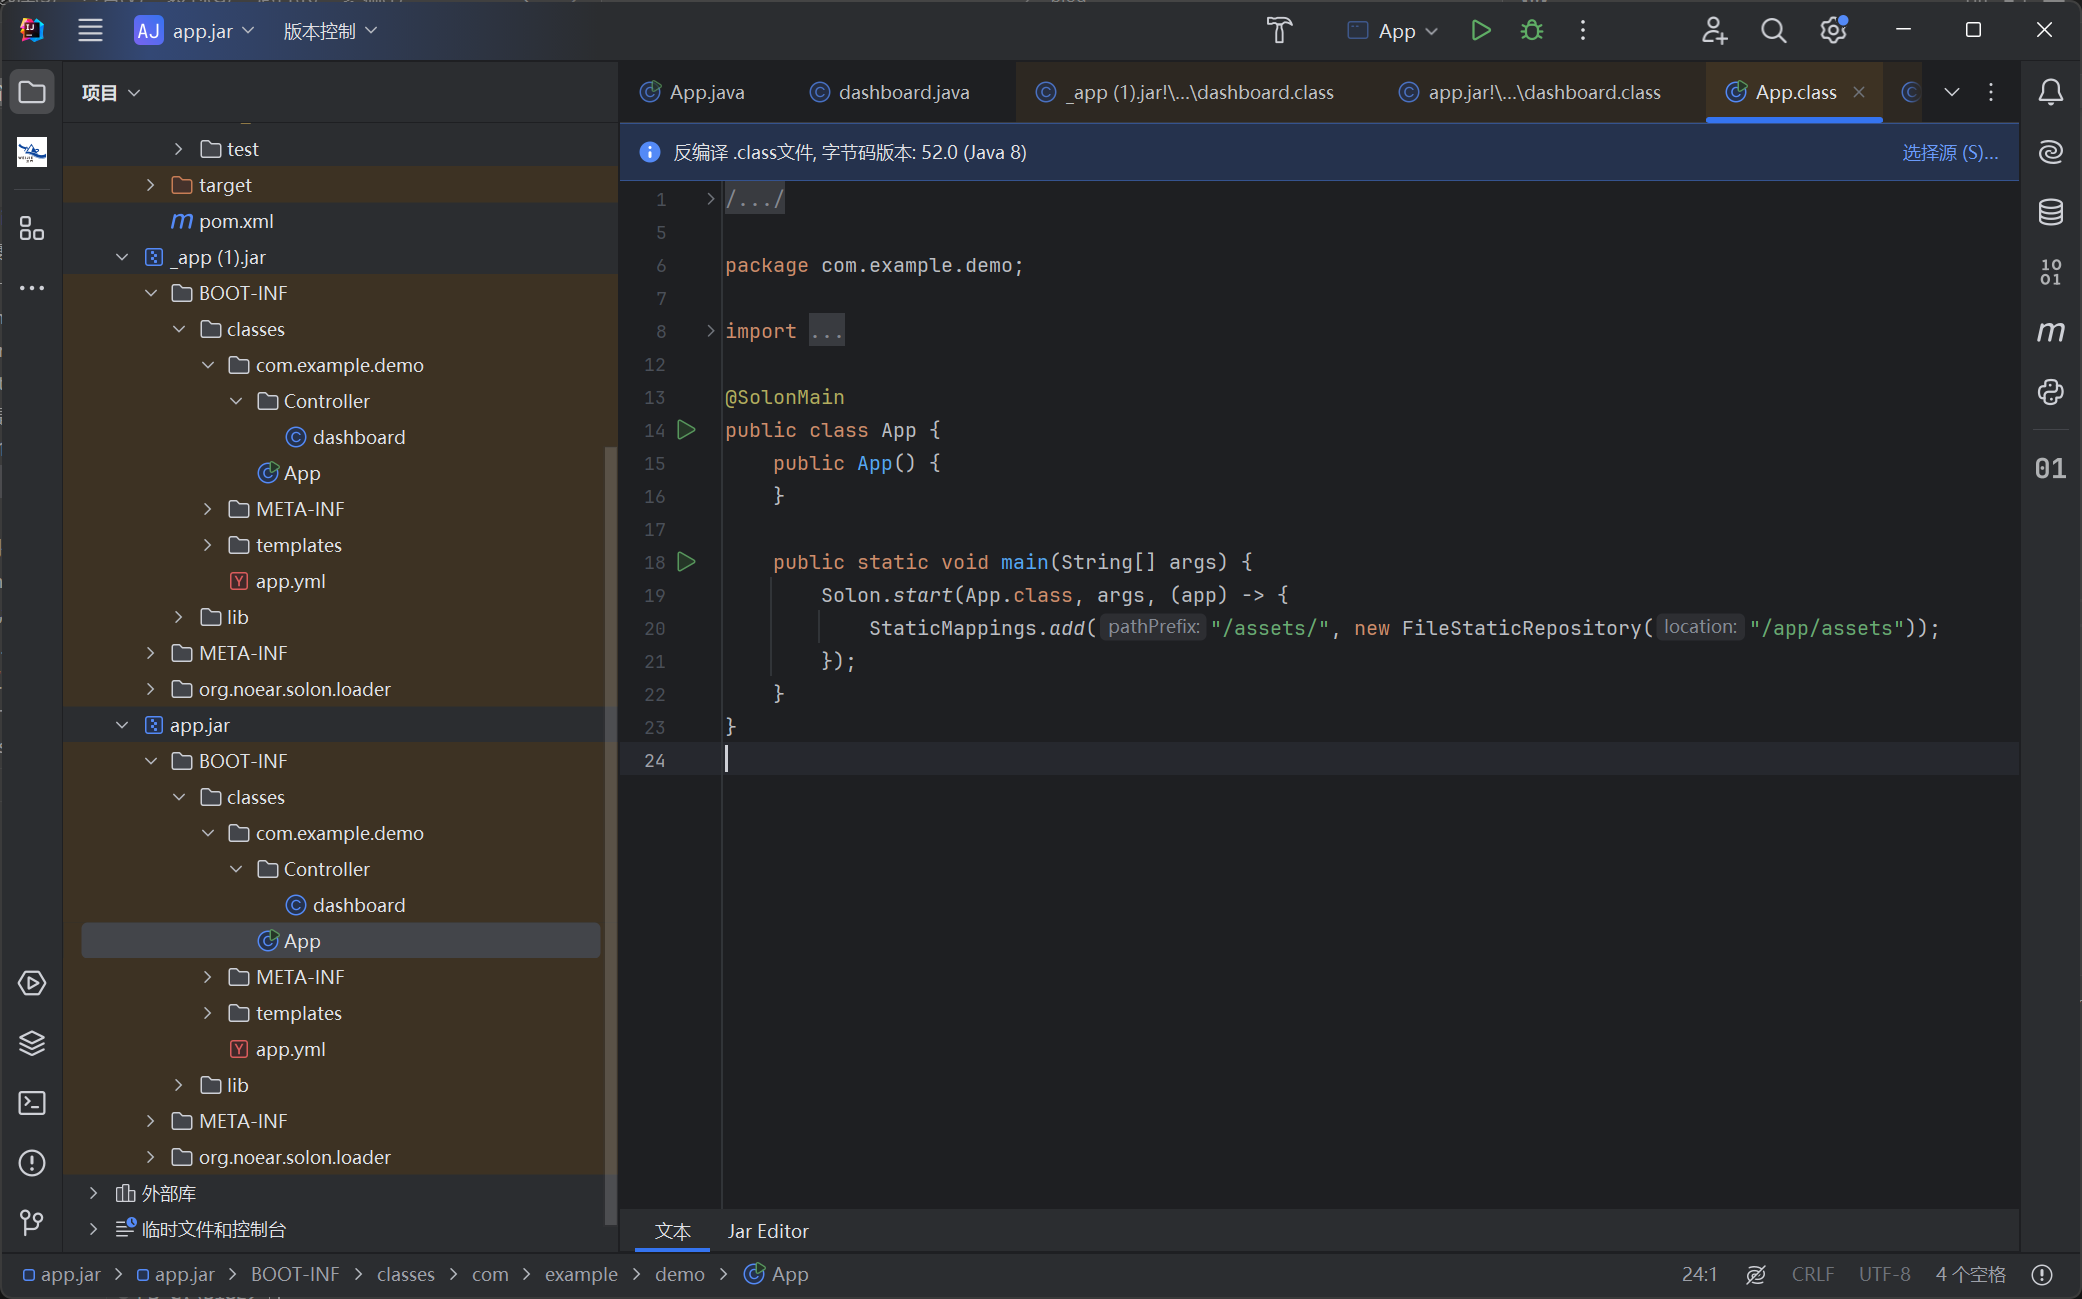 AJ app.jar 版本控制 App
项目
App.java dashboard.java _app (1).jar!\...\dashboard.class app.jar!\...\dashboard.class App.class
反编译 .class文件, 字节码版本: 52.0 (Java 8) 选择源 (S)...
test
target
m pom.xml
_app (1).jar
BOOT-INF
classes
com.example.demo
Controller
dashboard
App
META-INF
templates
app.yml
lib
META-INF
org.noear.solon.loader
app.jar
BOOT-INF
classes
com.example.demo
Controller
dashboard
App
META-INF
templates
app.yml
lib
META-INF
org.noear.solon.loader
外部库
临时文件和控制台
1 /.../
5
6 package com.example.demo;
7
8 import ...
12
13 @SolonMain
14 public class App {
15 public App() {
16 }
17
18 public static void main(String[] args) {
19 Solon.start(App.class, args, (app) -> {
20 StaticMappings.add( pathPrefix: "/assets/", new FileStaticRepository( location: "/app/assets"));
21 });
22 }
23 }
24
10
01
m
01
文本 Jar Editor
app.jar > app.jar > BOOT-INF > classes > com > example > demo > App 24:1 CRLF UTF-8 4 个空格